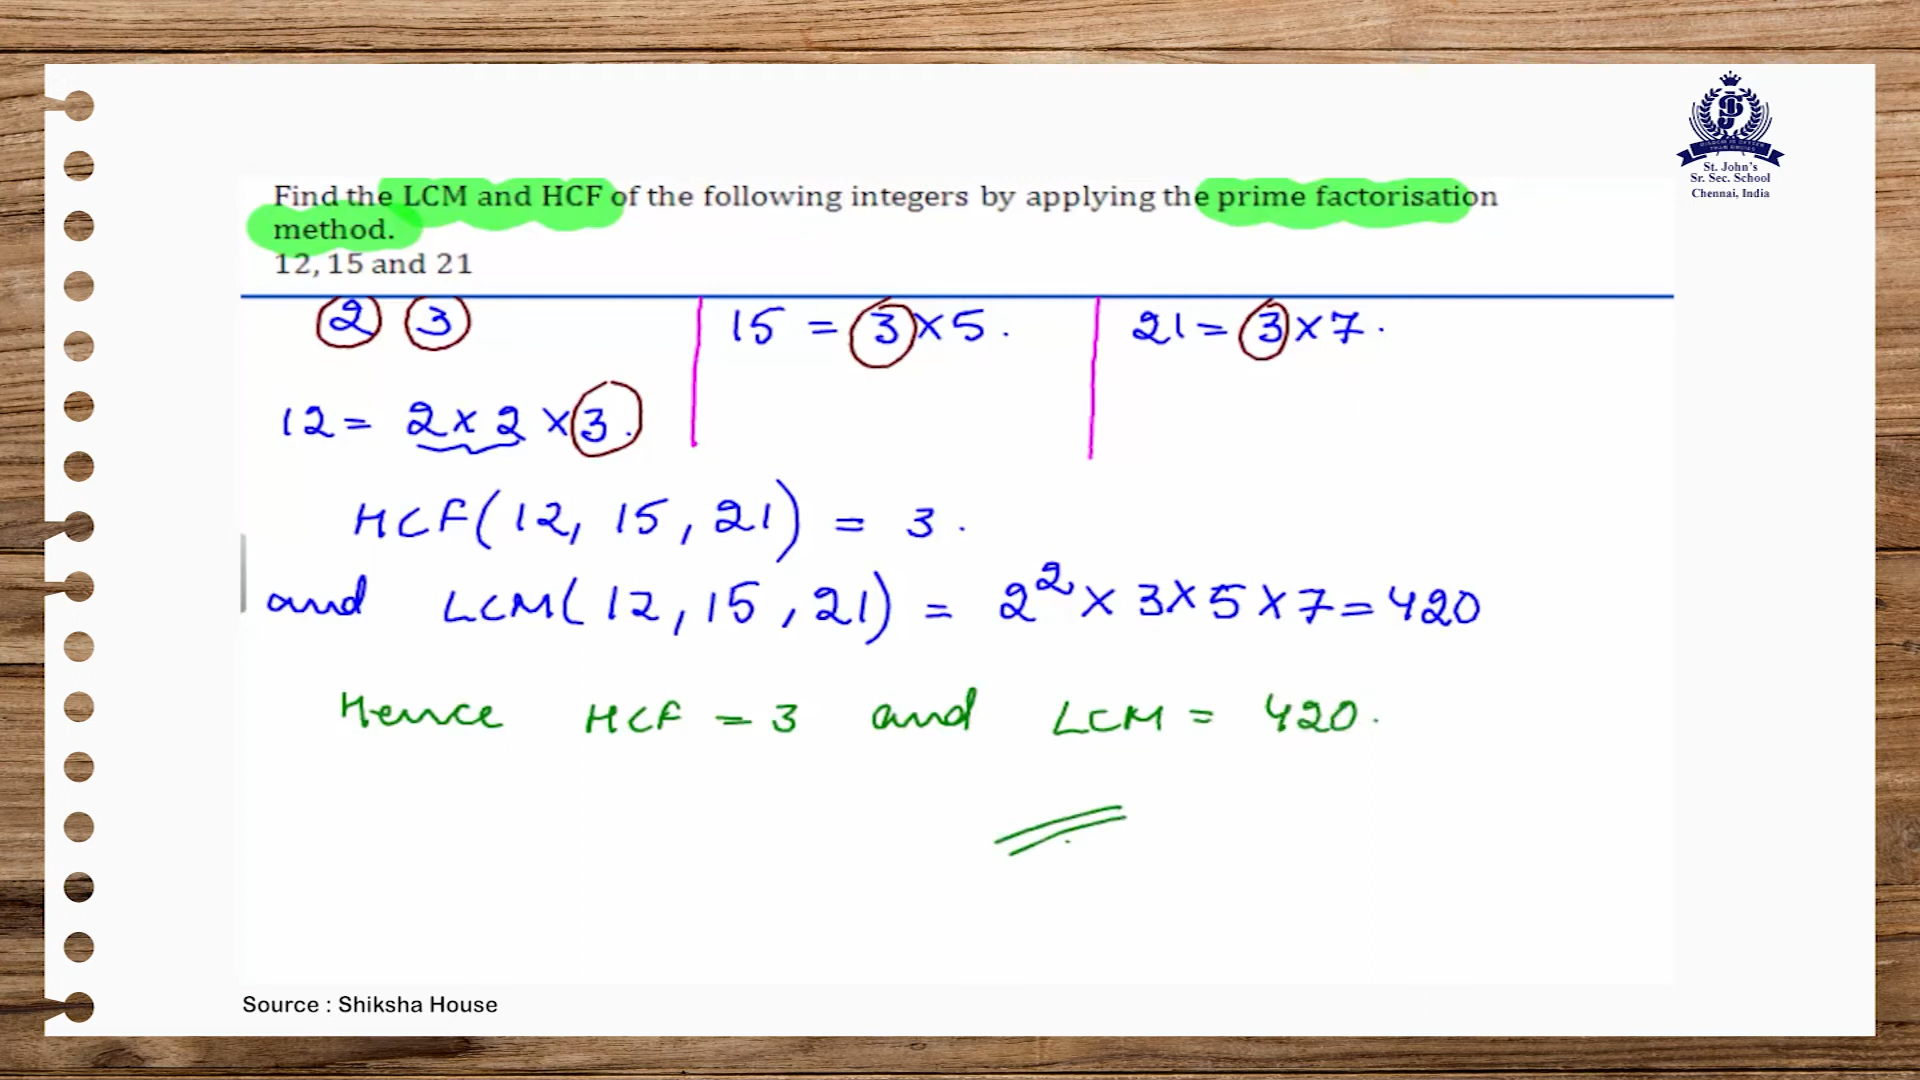 St. John's
Sr. Sec. School
Chennai, India
Find the LCM and HCF of the following integers by applying the prime factorisation
method.
12, 15 and 21
2 3
15 = 3 × 5 .
21 = 3 × 7 .
12 = 2 × 2 × 3 .
HCF(12, 15, 21) = 3 .
and LCM(12, 15, 21) = 2² × 3 × 5 × 7 = 420
Hence HCF = 3 and LCM = 420 .
Source : Shiksha House